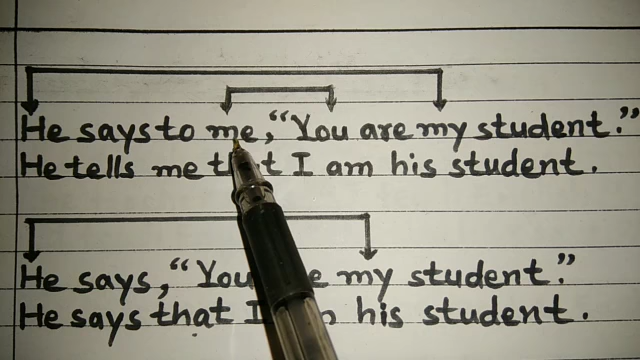 He says to me, “You are my student.”
He tells me that I am his student.
He says, “You my student.”
He says that I his student.